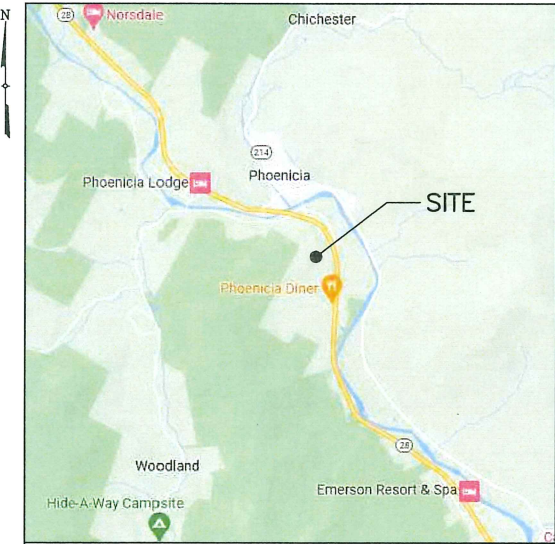 N
28
Norsdale
Chichester
214
Phoenicia
Phoenicia Lodge
SITE
Phoenicia Diner
28
Woodland
Emerson Resort & Spa
Hide-A-Way Campsite